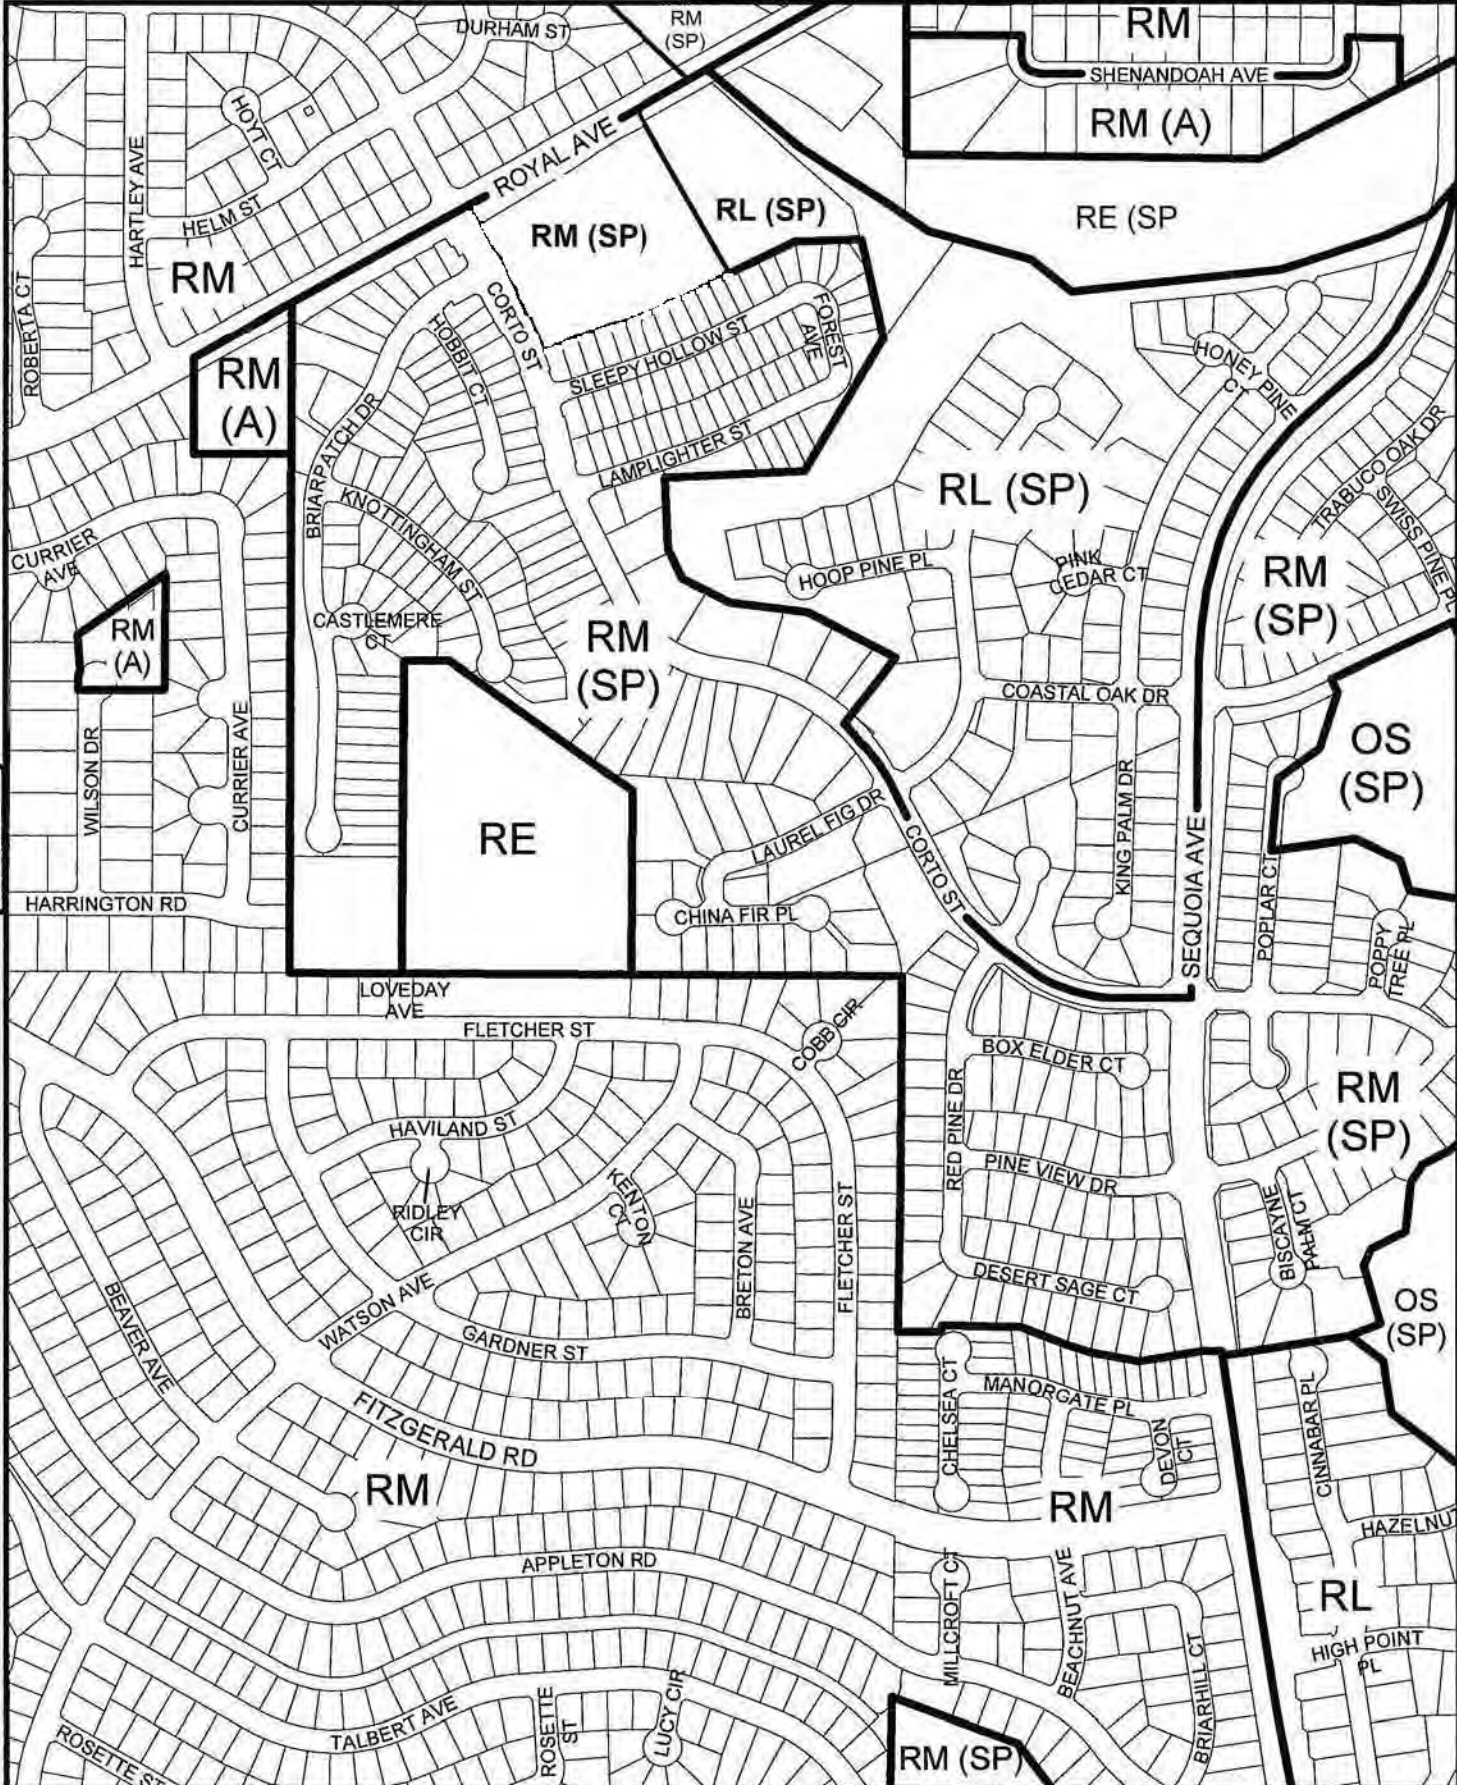 DURHAM ST
RM
(SP)
RM
SHENANDOAH AVE
RM (A)
HOYT CT
HARTLEY AVE
ROYAL AVE
HELM ST
RM
RM (SP)
RL (SP)
RE (SP
ROBERTA CT
RM
(A)
CORTO ST
HOBBIT CT
SLEEPY HOLLOW ST
FOREST
AVE
HONEY PINE
CT
BRIARPATCH DR
LAMPLIGHTER ST
TRABUCO OAK DR
SWISS PINE PL
RL (SP)
KNOTTINGHAM ST
CURRIER
AVE
HOOP PINE PL
PINK
CEDAR CT
RM
(SP)
RM
(A)
CASTLEMERE
CT
RM
(SP)
COASTAL OAK DR
WILSON DR
CURRIER AVE
OS
(SP)
RE
LAUREL FIG DR
KING PALM DR
CORTO ST
SEQUOIA AVE
POPLAR CT
HARRINGTON RD
CHINA FIR PL
POPPY
TREE PL
LOVEDAY
AVE
FLETCHER ST
COBB CIR
BOX ELDER CT
RED PINE DR
RM
(SP)
HAVILAND ST
PINE VIEW DR
RIDLEY
CIR
KENTON
CT
BRETON AVE
FLETCHER ST
BISCAYNE
PALM CT
BEAVER AVE
WATSON AVE
DESERT SAGE CT
OS
(SP)
GARDNER ST
CHELSEA CT
MANORGATE PL
CINNABAR PL
FITZGERALD RD
DEVON
CT
RM
RM
HAZELNU
APPLETON RD
MILLCROFT CT
BEACHNUT AVE
RL
HIGH POINT
PL
BRIARHILL CT
TALBERT AVE
ROSETTE
ST
LUCY CIR
ROSETTE ST
RM (SP)